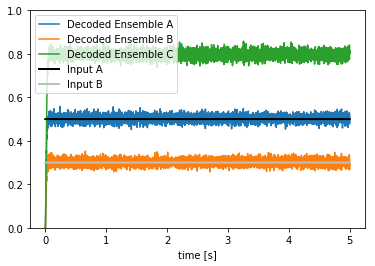 1.0
0.8
0.6
0.4
0.2
0.0
Decoded Ensemble A
Decoded Ensemble B
Decoded Ensemble C
Input A
Input B
0 1 2 3 4 5
time [s]